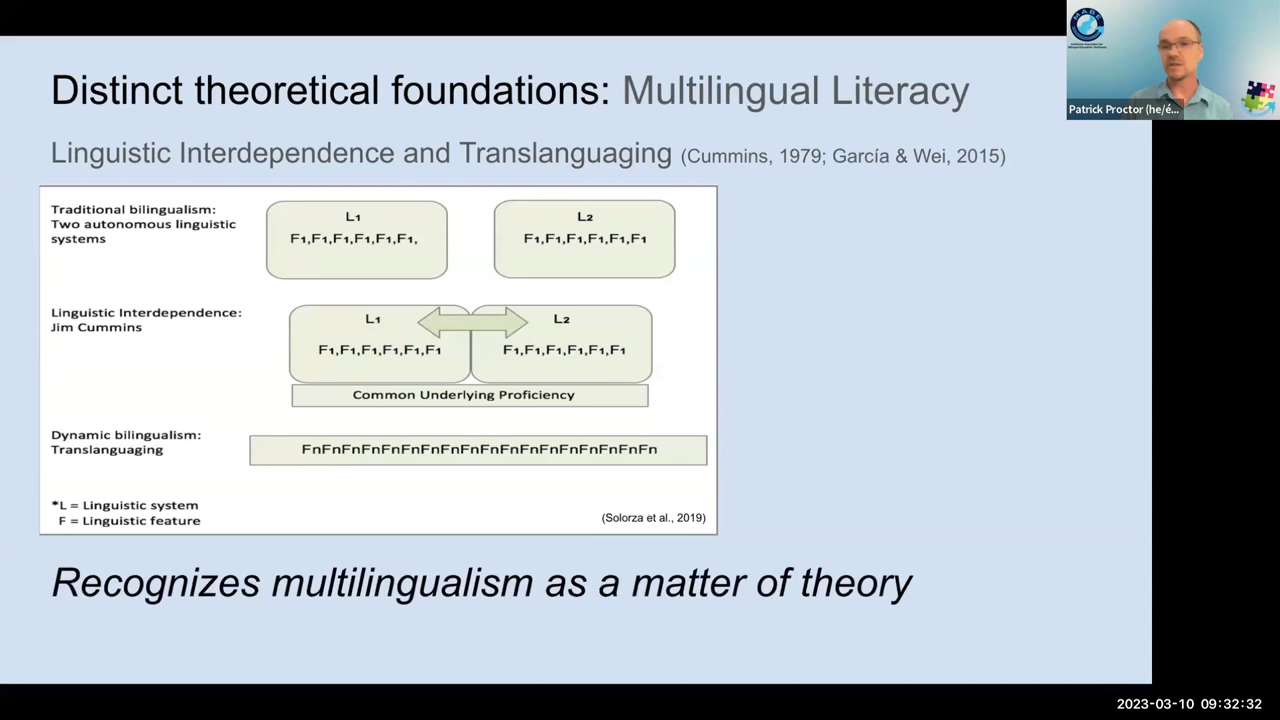 Distinct theoretical foundations: Multilingual Literacy
Linguistic Interdependence and Translanguaging (Cummins, 1979; García & Wei, 2015)
Traditional bilingualism:
Two autonomous linguistic
systems
L1
F1,F1,F1,F1,F1,F1,
L2
F1,F1,F1,F1,F1,F1
Linguistic Interdependence:
Jim Cummins
L1
F1,F1,F1,F1,F1,F1
L2
F1,F1,F1,F1,F1,F1
Common Underlying Proficiency
Dynamic bilingualism:
Translanguaging
FnFnFnFnFnFnFnFnFnFnFnFnFnFnFnFnFnFn
*L = Linguistic system
F = Linguistic feature
(Solorza et al., 2019)
Recognizes multilingualism as a matter of theory
MABE
Patrick Proctor (he/é...
2023-03-10 09:32:32